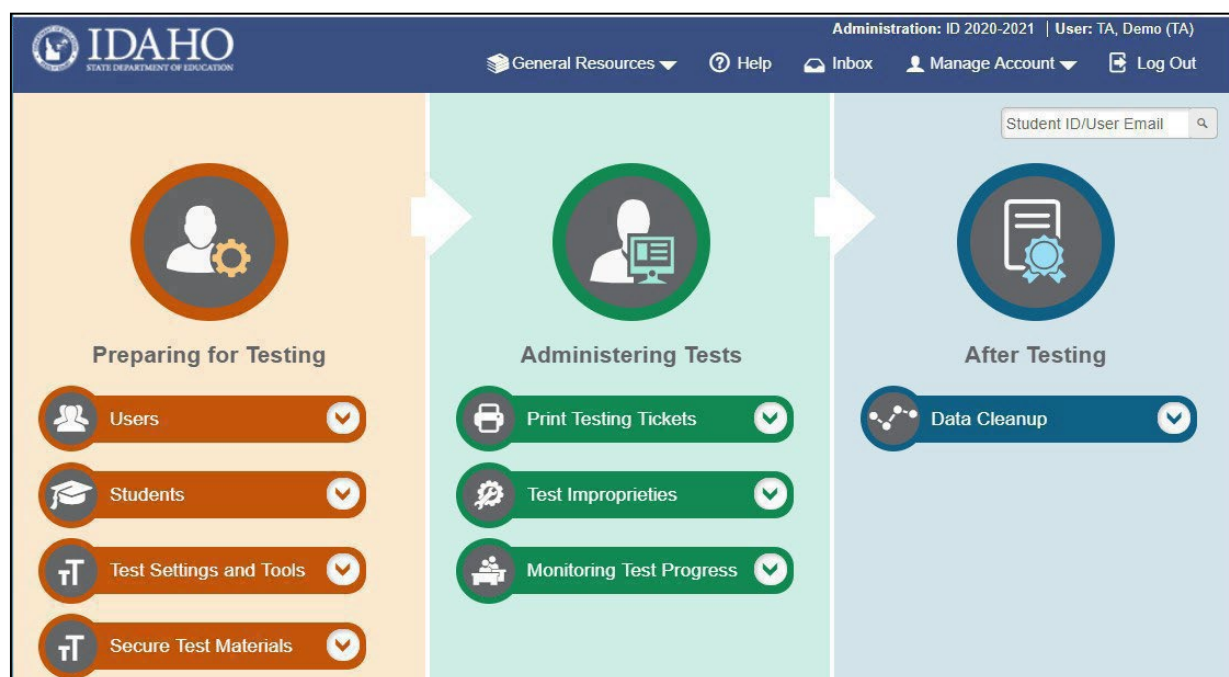 IDAHO
STATE DEPARTMENT OF EDUCATION
Administration: ID 2020-2021 | User: TA, Demo (TA)
General Resources Help Inbox Manage Account Log Out
Student ID/User Email
Preparing for Testing
Users
Students
Test Settings and Tools
Secure Test Materials
Administering Tests
Print Testing Tickets
Test Improprieties
Monitoring Test Progress
After Testing
Data Cleanup